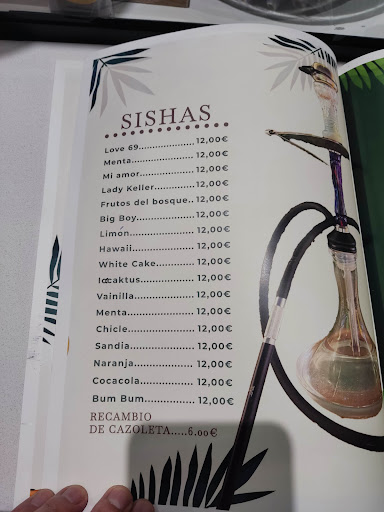 SISHAS
Love 69..................12,00€
Menta......................12,00€
Mi amor...................12,00€
Lady Keller..............12,00€
Frutos del bosque..12,00€
Big Boy....................12,00€
Limón......................12,00€
Hawaii.....................12,00€
White Cake.............12,00€
Icecaktus.................12,00€
Vainilla....................12,00€
Menta......................12,00€
Chicle......................12,00€
Sandia.....................12,00€
Naranja...................12,00€
Cocacola.................12,00€
Bum Bum...............12,00€
RECAMBIO
DE CAZOLETA.....6.00€